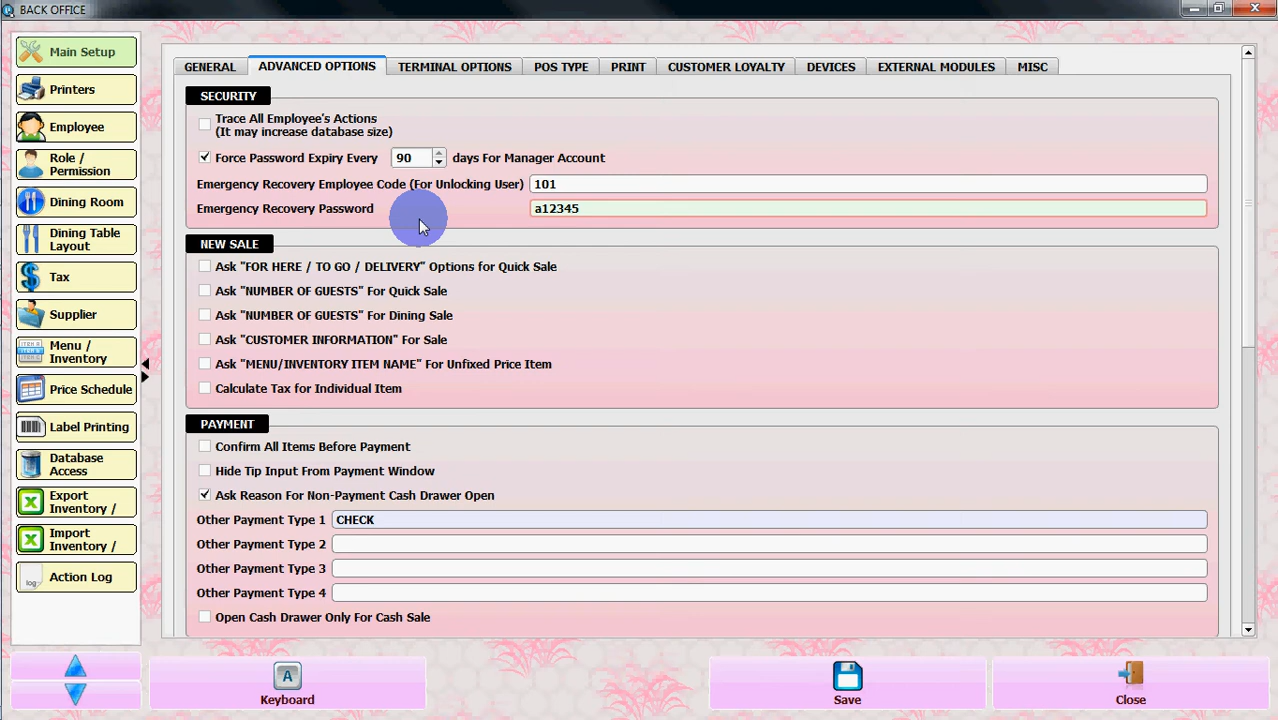 BACK OFFICE
Main Setup
Printers
Employee
Role /
Permission
Dining Room
Dining Table
Layout
Tax
Supplier
Menu /
Inventory
Price Schedule
Label Printing
Database
Access
Export
Inventory /
Import
Inventory /
log
Action Log
GENERAL
ADVANCED OPTIONS
TERMINAL OPTIONS
POS TYPE
PRINT
CUSTOMER LOYALTY
DEVICES
EXTERNAL MODULES
MISC
SECURITY
Trace All Employee's Actions
(It may increase database size)
Force Password Expiry Every 90 days For Manager Account
Emergency Recovery Employee Code (For Unlocking User) 101
Emergency Recovery Password a12345
NEW SALE
Ask "FOR HERE / TO GO / DELIVERY" Options for Quick Sale
Ask "NUMBER OF GUESTS" For Quick Sale
Ask "NUMBER OF GUESTS" For Dining Sale
Ask "CUSTOMER INFORMATION" For Sale
Ask "MENU/INVENTORY ITEM NAME" For Unfixed Price Item
Calculate Tax for Individual Item
PAYMENT
Confirm All Items Before Payment
Hide Tip Input From Payment Window
Ask Reason For Non-Payment Cash Drawer Open
Other Payment Type 1 CHECK
Other Payment Type 2
Other Payment Type 3
Other Payment Type 4
Open Cash Drawer Only For Cash Sale
A
Keyboard
Save
Close